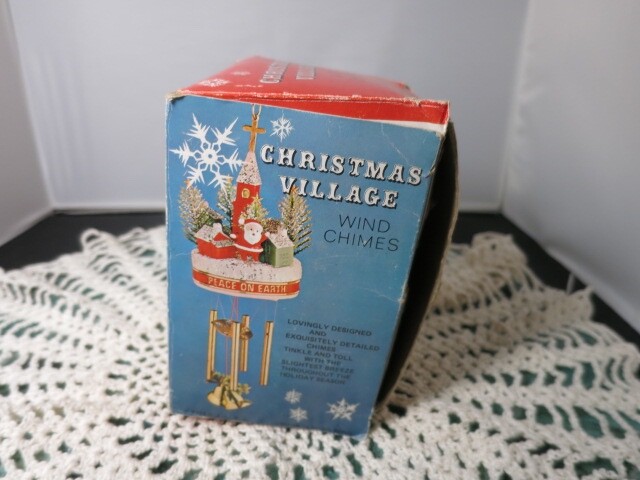 CHRISTMAS
VILLAGE
WIND
CHIMES
PEACE ON EARTH
LOVINGLY DESIGNED
AND
EXQUISITELY DETAILED
CHIMES
TINKLE AND TOLL
WITH THE
SLIGHTEST BREEZE
THROUGHOUT THE
HOLIDAY SEASON